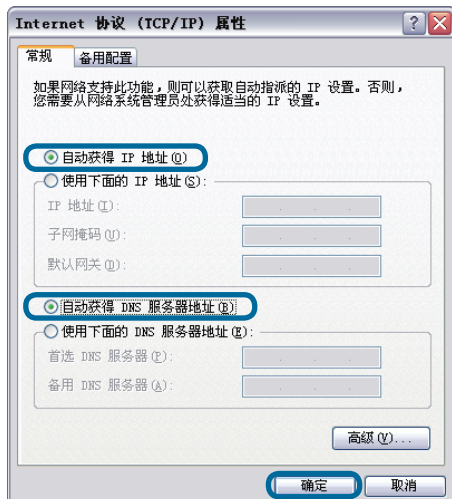 Internet 协议 (TCP/IP) 属性
常规
备用配置
如果网络支持此功能，则可以获取自动指派的 IP 设置。否则，
您需要从网络系统管理员处获得适当的 IP 设置。
自动获得 IP 地址(O)
使用下面的 IP 地址(S):
IP 地址(I):
子网掩码(U):
默认网关(D):
自动获得 DNS 服务器地址(B)
使用下面的 DNS 服务器地址(E):
首选 DNS 服务器(P):
备用 DNS 服务器(A):
高级(V)...
确定
取消